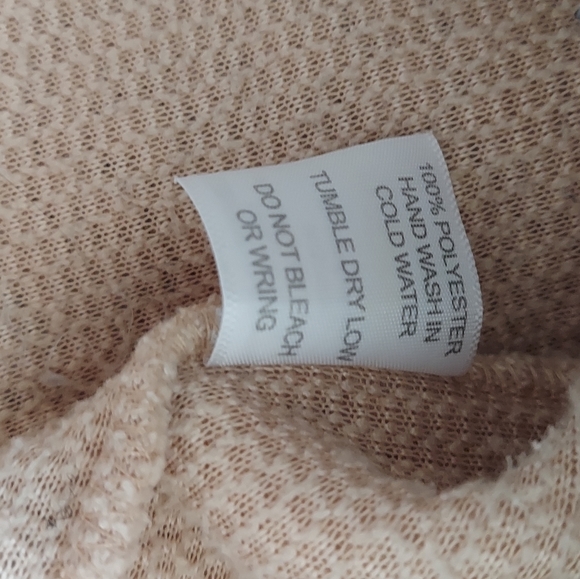 100% POLYESTER
HAND WASH IN
COLD WATER
TUMBLE DRY LOW
DO NOT BLEACH
OR WRING